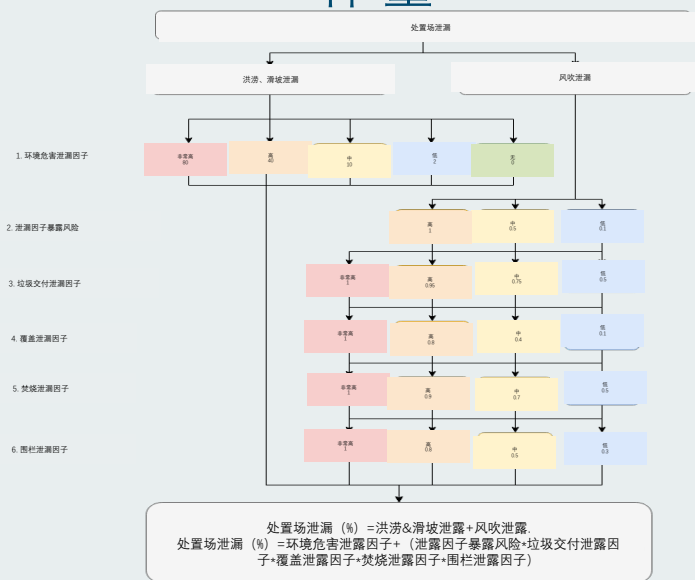 处置场泄漏
洪涝、滑坡泄漏
风吹泄漏
1. 环境危害泄漏因子
非常高
80
高
40
中
10
低
2
无
0
2. 泄漏因子暴露风险
高
1
中
0.5
低
0.1
3. 垃圾交付泄漏因子
非常高
1
高
0.95
中
0.75
低
0.5
4. 覆盖泄漏因子
非常高
1
高
0.8
中
0.4
低
0.1
5. 焚烧泄漏因子
非常高
1
高
0.9
中
0.7
低
0.5
6. 围栏泄漏因子
非常高
1
高
0.8
中
0.5
低
0.3
处置场泄漏（%）=洪涝&滑坡泄露+风吹泄露.
处置场泄漏（%）=环境危害泄露因子+（泄露因子暴露风险*垃圾交付泄露因
子*覆盖泄露因子*焚烧泄露因子*围栏泄露因子）